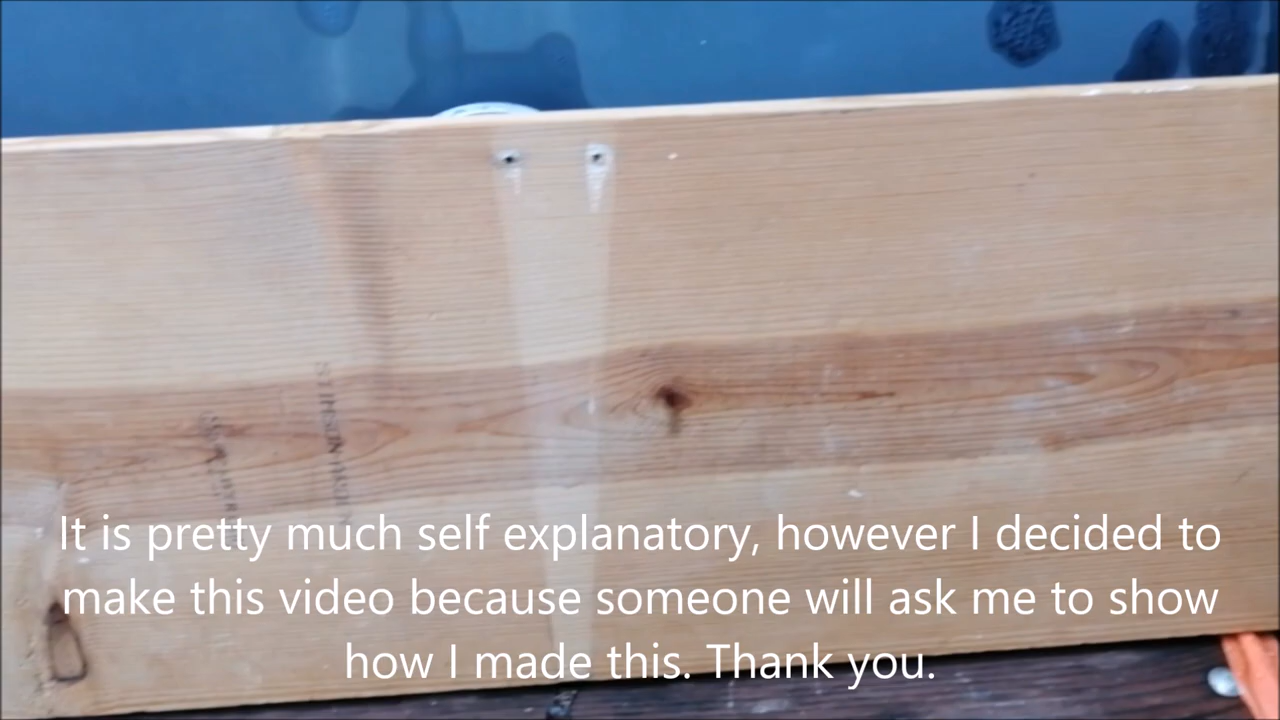 It is pretty much self explanatory, however I decided to
make this video because someone will ask me to show
how I made this. Thank you.